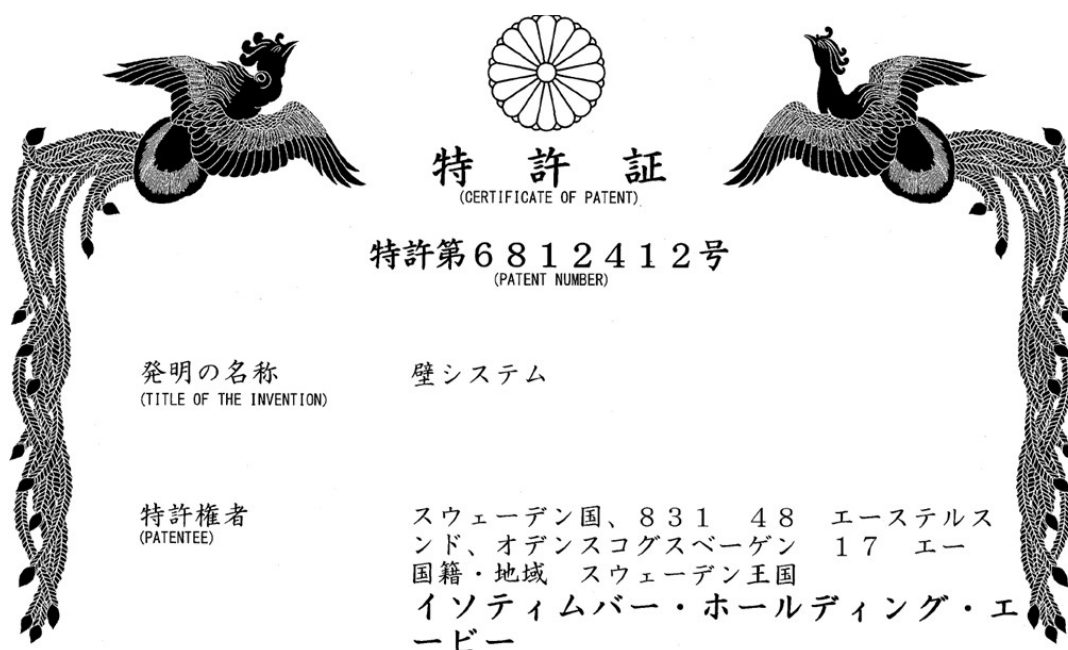 特許証
(CERTIFICATE OF PATENT)
特許第6812412号
(PATENT NUMBER)
発明の名称
(TITLE OF THE INVENTION)
壁システム
特許権者
(PATENTEE)
スウェーデン国、831 48 エーステルス
ンド、オデンスコグスベーゲン 17 エー
国籍・地域 スウェーデン王国
イソティムバー・ホールディング・エ
ービー